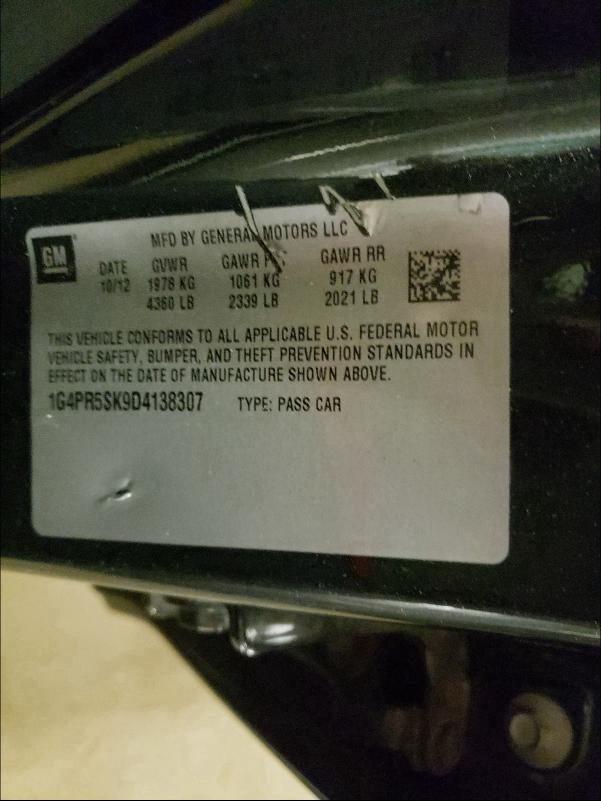 GM
MFD BY GENERAL MOTORS LLC
DATE GVWR GAWR GAWR RR
10/12 1978 KG 1061 KG 917 KG
4360 LB 2339 LB 2021 LB
THIS VEHICLE CONFORMS TO ALL APPLICABLE U.S. FEDERAL MOTOR
VEHICLE SAFETY, BUMPER, AND THEFT PREVENTION STANDARDS IN
EFFECT ON THE DATE OF MANUFACTURE SHOWN ABOVE.
1G4PR5SK9D4138307 TYPE: PASS CAR